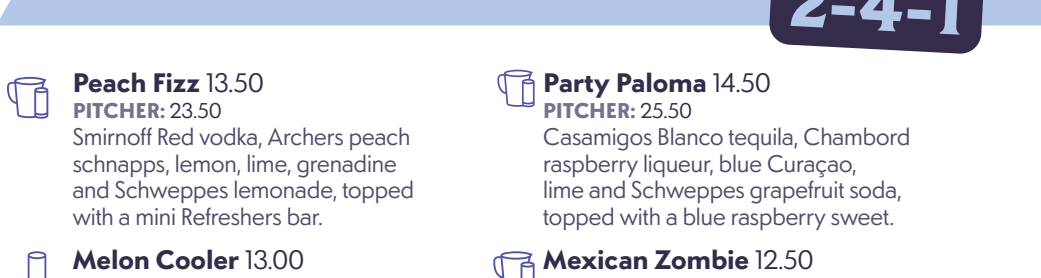 2-4-1
Peach Fizz 13.50
PITCHER: 23.50
Smirnoff Red vodka, Archers peach
schnapps, lemon, lime, grenadine
and Schweppes lemonade, topped
with a mini Refreshers bar.
Melon Cooler 13.00
Party Paloma 14.50
PITCHER: 25.50
Casamigos Blanco tequila, Chambord
raspberry liqueur, blue Curaçao,
lime and Schweppes grapefruit soda,
topped with a blue raspberry sweet.
Mexican Zombie 12.50